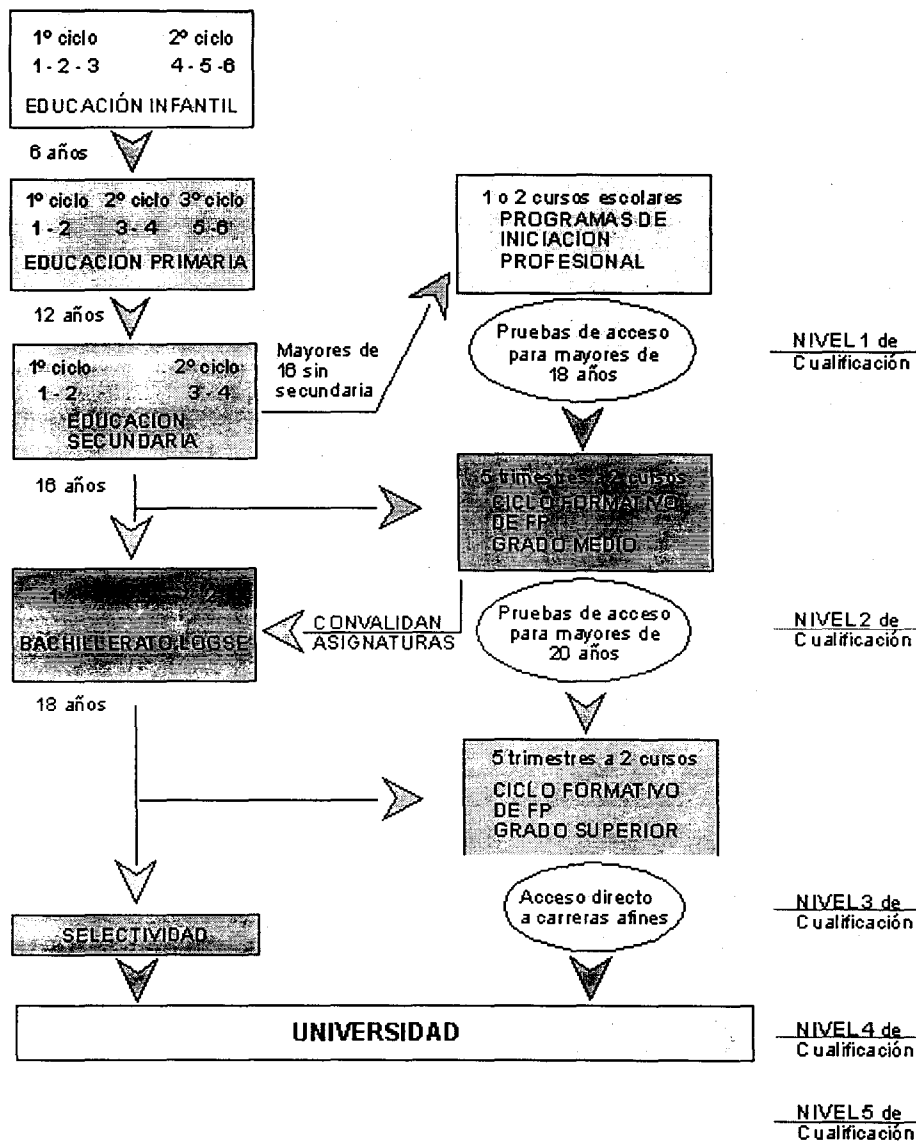 1º ciclo 2º ciclo
1 - 2 - 3 4 - 5 -6
EDUCACIÓN INFANTIL
6 años
1º ciclo 2º ciclo 3º ciclo
1 - 2 3 - 4 5 -6
EDUCACION PRIMARIA
12 años
1º ciclo 2º ciclo
1 - 2 3 - 4
EDUCACION
SECUNDARIA
Mayores de
16 sin
secundaria
1 o 2 cursos escolares
PROGRAMAS DE
INICIACION
PROFESIONAL
Pruebas de acceso
para mayores de
18 años
NIVEL 1 de
Cualificación
16 años
5 trimestres a 2 cursos
CICLO FORMATIVO
DE FP
GRADO MEDIO
BACHILLERATO LOGSE
CONVALIDAN
ASIGNATURAS
Pruebas de acceso
para mayores de
20 años
NIVEL 2 de
Cualificación
18 años
5 trimestres a 2 cursos
CICLO FORMATIVO
DE FP
GRADO SUPERIOR
Acceso directo
a carreras afines
NIVEL 3 de
Cualificación
SELECTIVIDAD
UNIVERSIDAD
NIVEL 4 de
Cualificación
NIVEL 5 de
Cualificación